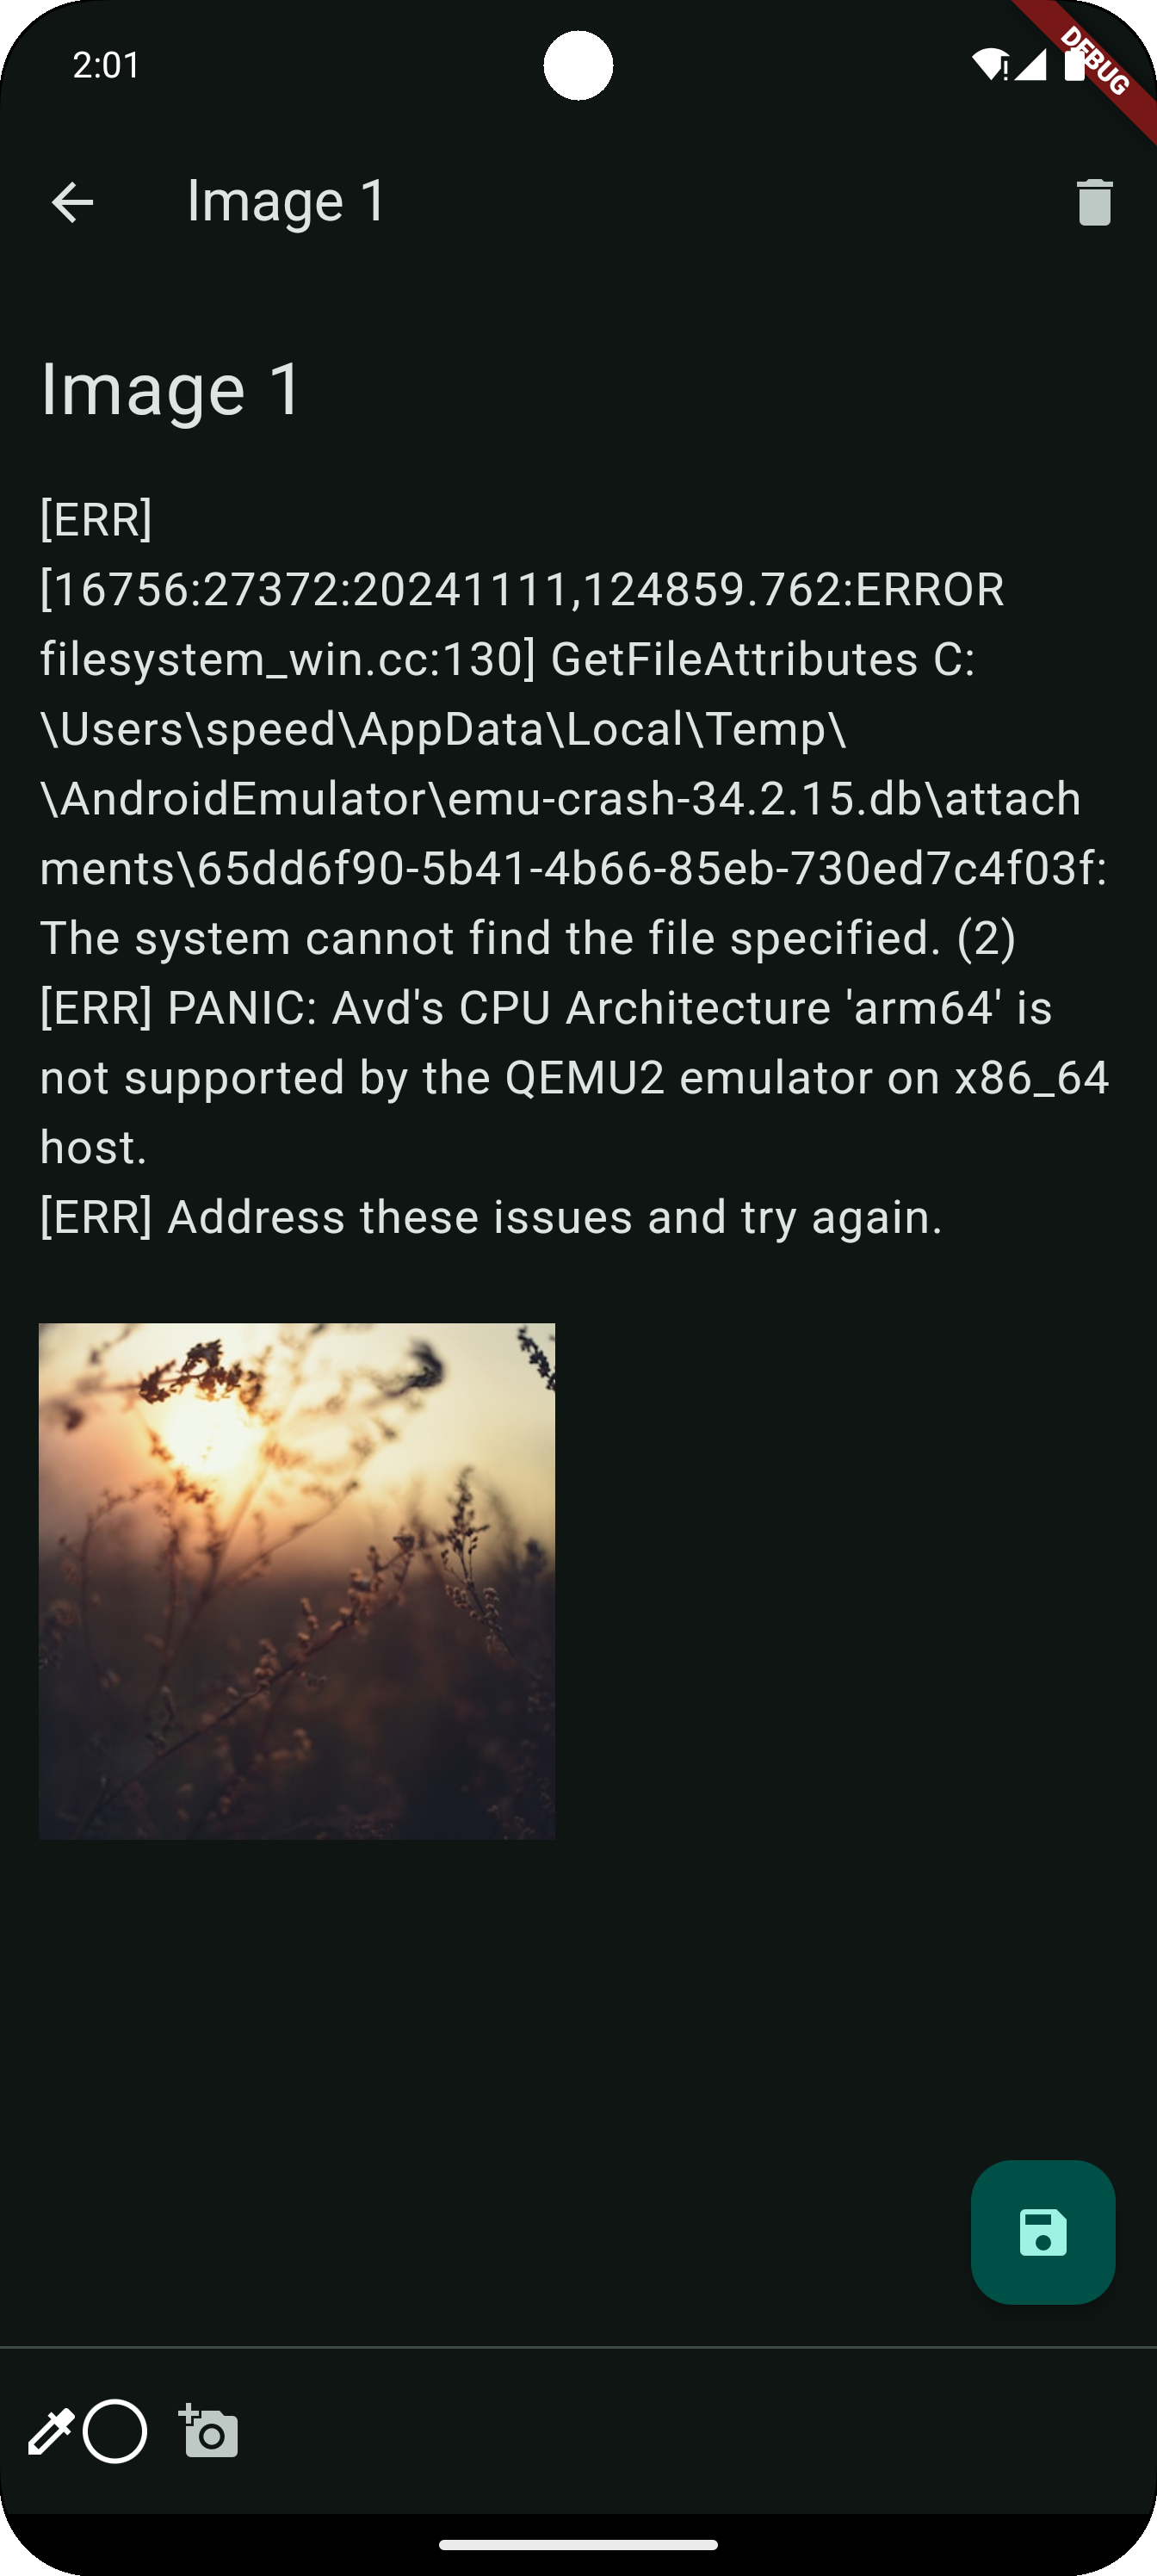 2:01
DEBUG
Image 1
Image 1
[ERR]
[16756:27372:20241111,124859.762:ERROR
filesystem_win.cc:130] GetFileAttributes C:
\Users\speed\AppData\Local\Temp\
\AndroidEmulator\emu-crash-34.2.15.db\attach
ments\65dd6f90-5b41-4b66-85eb-730ed7c4f03f:
The system cannot find the file specified. (2)
[ERR] PANIC: Avd's CPU Architecture 'arm64' is
not supported by the QEMU2 emulator on x86_64
host.
[ERR] Address these issues and try again.